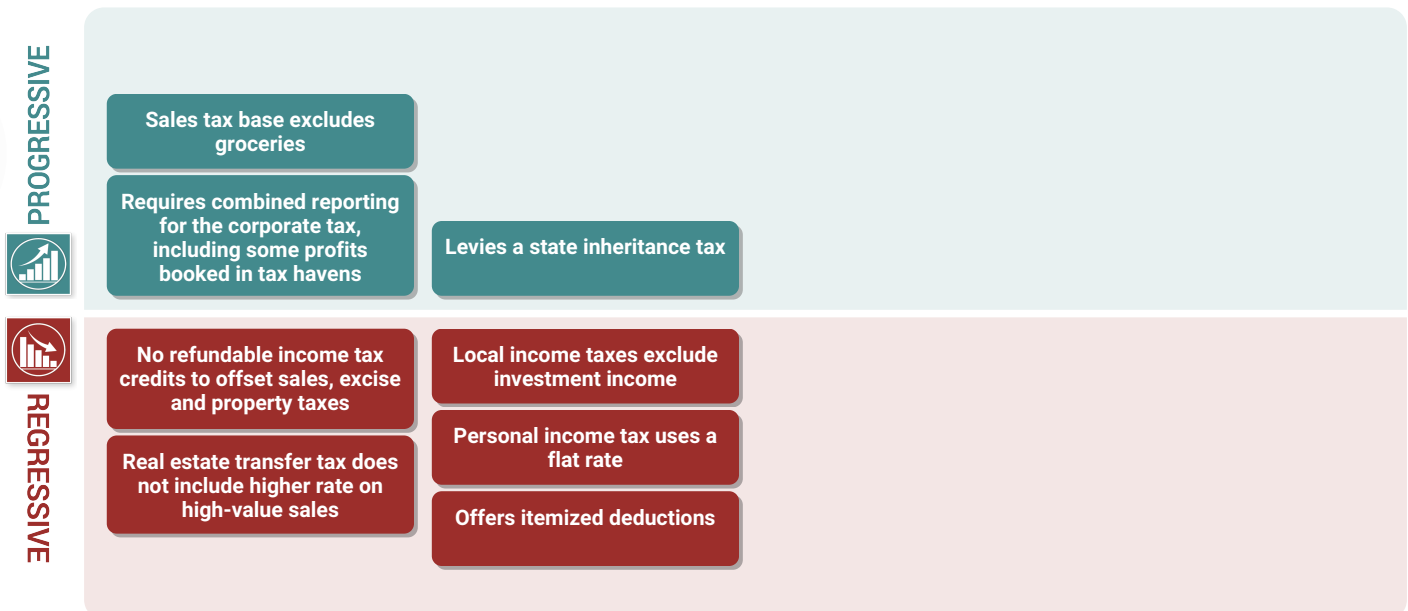 PROGRESSIVE
Sales tax base excludes
groceries
Requires combined reporting
for the corporate tax,
including some profits
booked in tax havens
Levies a state inheritance tax
REGRESSIVE
No refundable income tax
credits to offset sales, excise
and property taxes
Real estate transfer tax does
not include higher rate on
high-value sales
Local income taxes exclude
investment income
Personal income tax uses a
flat rate
Offers itemized deductions